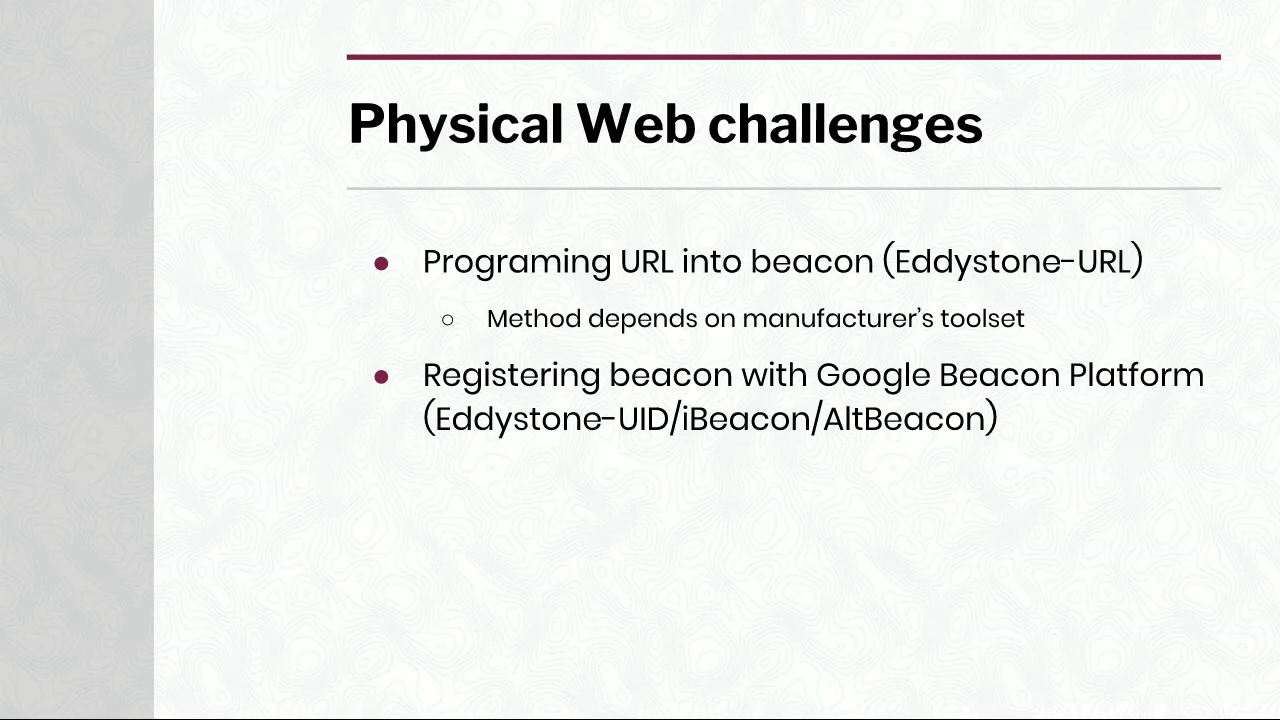 Physical Web challenges
● Programing URL into beacon (Eddystone-URL)
○ Method depends on manufacturer’s toolset
● Registering beacon with Google Beacon Platform
(Eddystone-UID/iBeacon/AltBeacon)